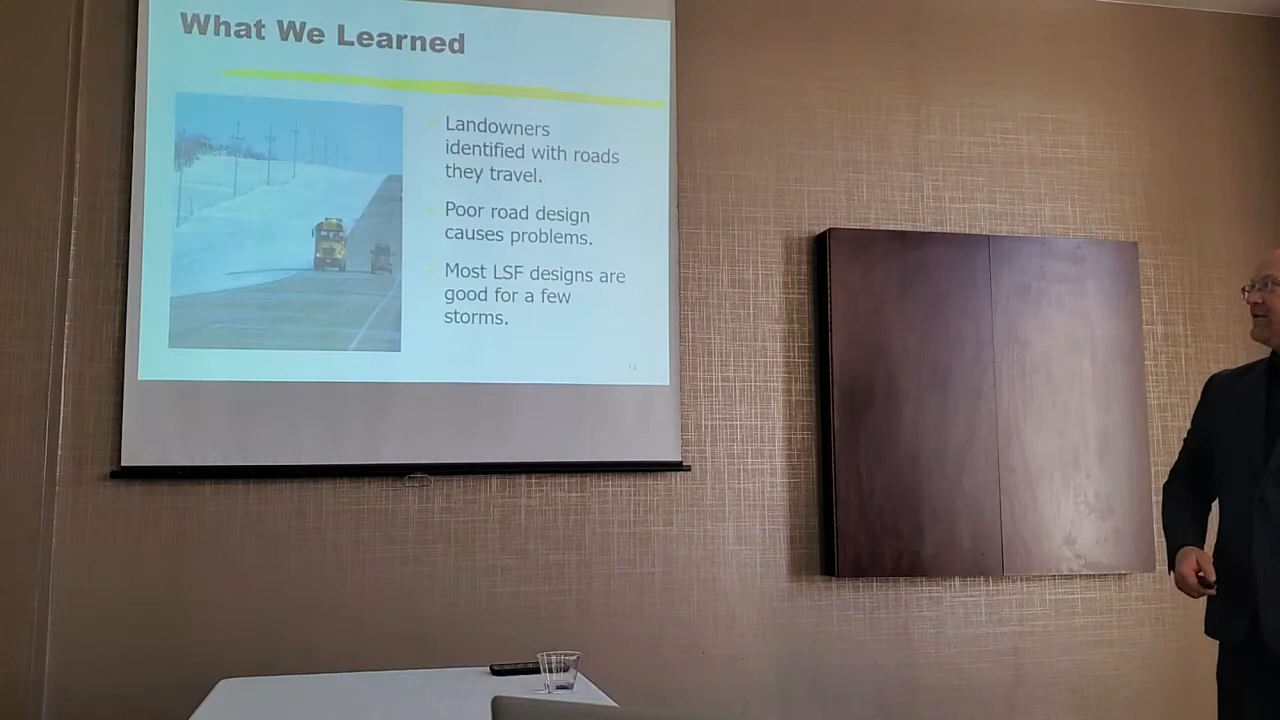 What We Learned
Landowners
identified with roads
they travel.
Poor road design
causes problems.
Most LSF designs are
good for a few
storms.
14